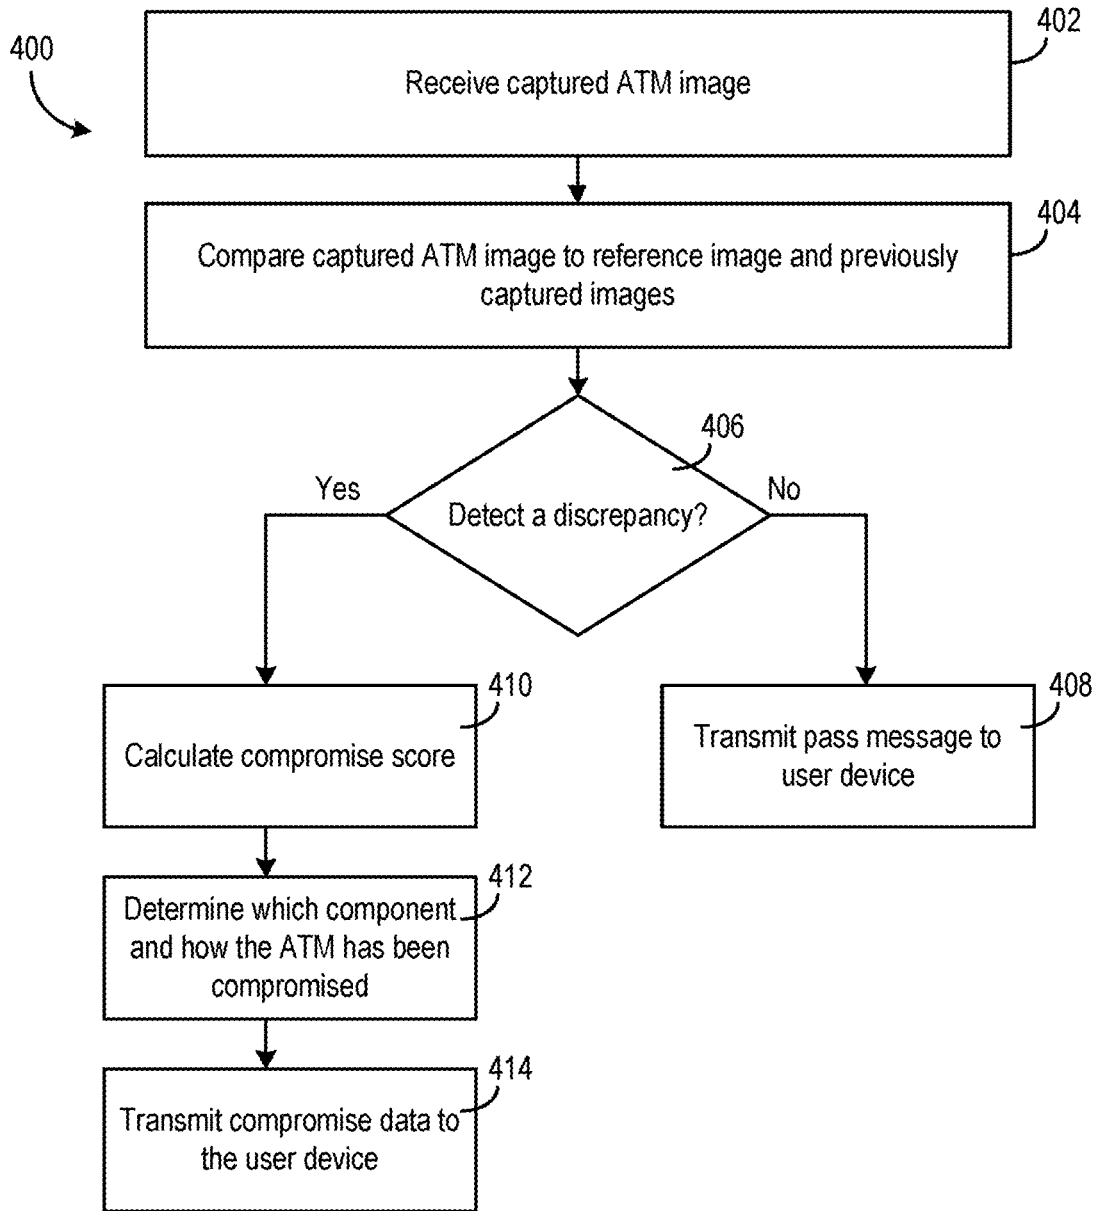 402
400
Receive captured ATM image
404
Compare captured ATM image to reference image and previously
captured images
406
Yes
No
Detect a discrepancy?
410
408
Calculate compromise score
Transmit pass message to
user device
412
Determine which component
and how the ATM has been
compromised
414
Transmit compromise data to
the user device